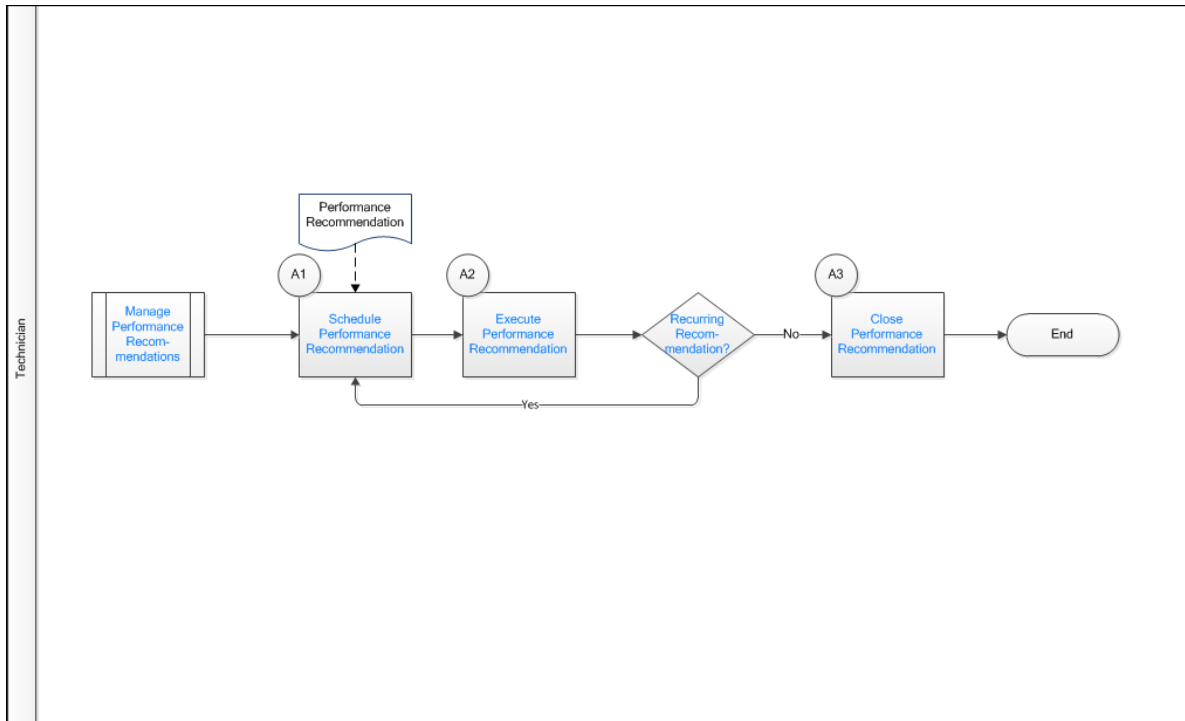 Technician
Performance
Recommendation
A1
A2
A3
Manage
Performance
Recom-
mendations
Schedule
Performance
Recommendation
Execute
Performance
Recommendation
Recurring
Recom-
mendation?
No
Close
Performance
Recommendation
End
Yes